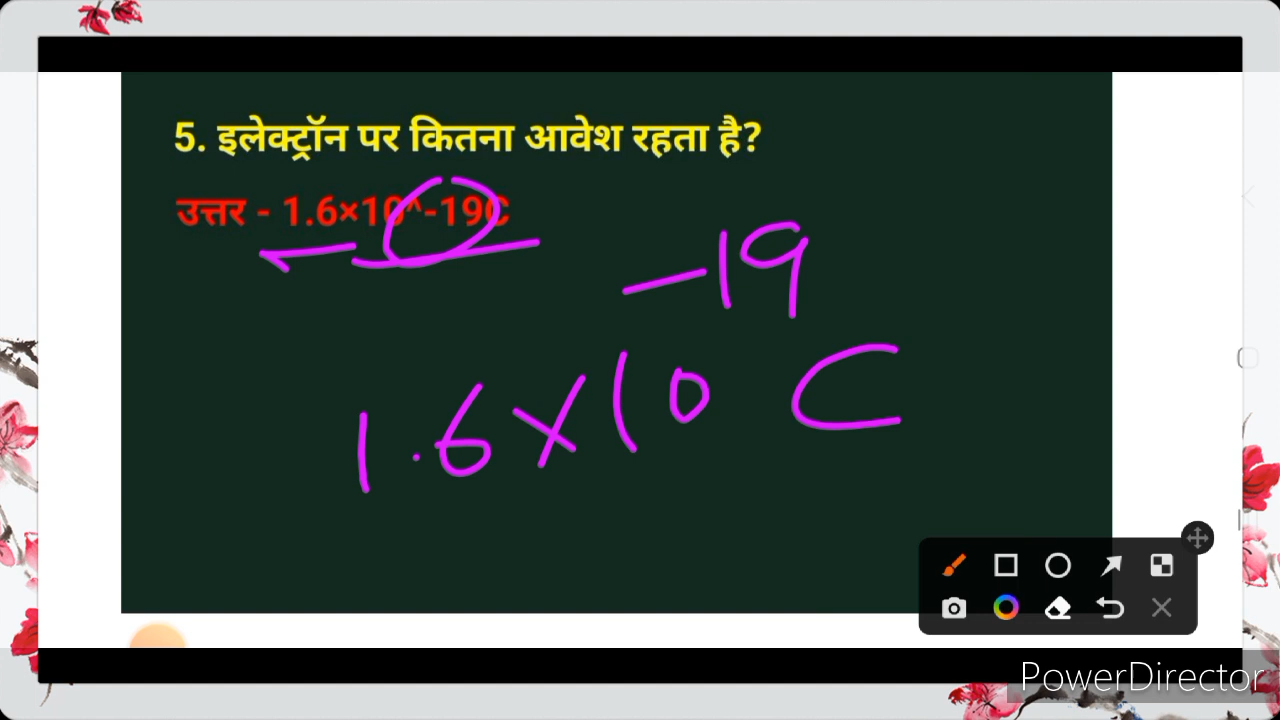 5. इलेक्ट्रॉन पर कितना आवेश रहता है?
उत्तर - 1.6×10^-19C
-19
1.6×10 C
PowerDirector